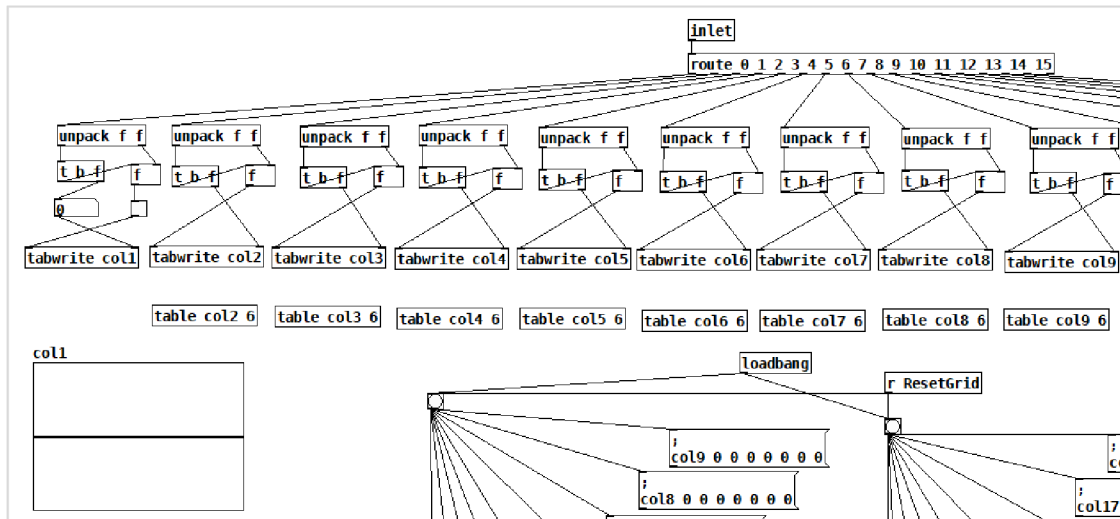 inlet
route 0 1 2 3 4 5 6 7 8 9 10 11 12 13 14 15
unpack f f unpack f f unpack f f unpack f f unpack f f unpack f f unpack f f unpack f f unpack f f
t b f f t b f f t b f f t b f f t b f f t b f f t b f f t b f f t b f f
0
tabwrite col1 tabwrite col2 tabwrite col3 tabwrite col4 tabwrite col5 tabwrite col6 tabwrite col7 tabwrite col8 tabwrite col9
table col2 6 table col3 6 table col4 6 table col5 6 table col6 6 table col7 6 table col8 6 table col9 6
col1
loadbang
r ResetGrid
;
col9 0 0 0 0 0 0 0
;
col8 0 0 0 0 0 0 0
;
;
col17